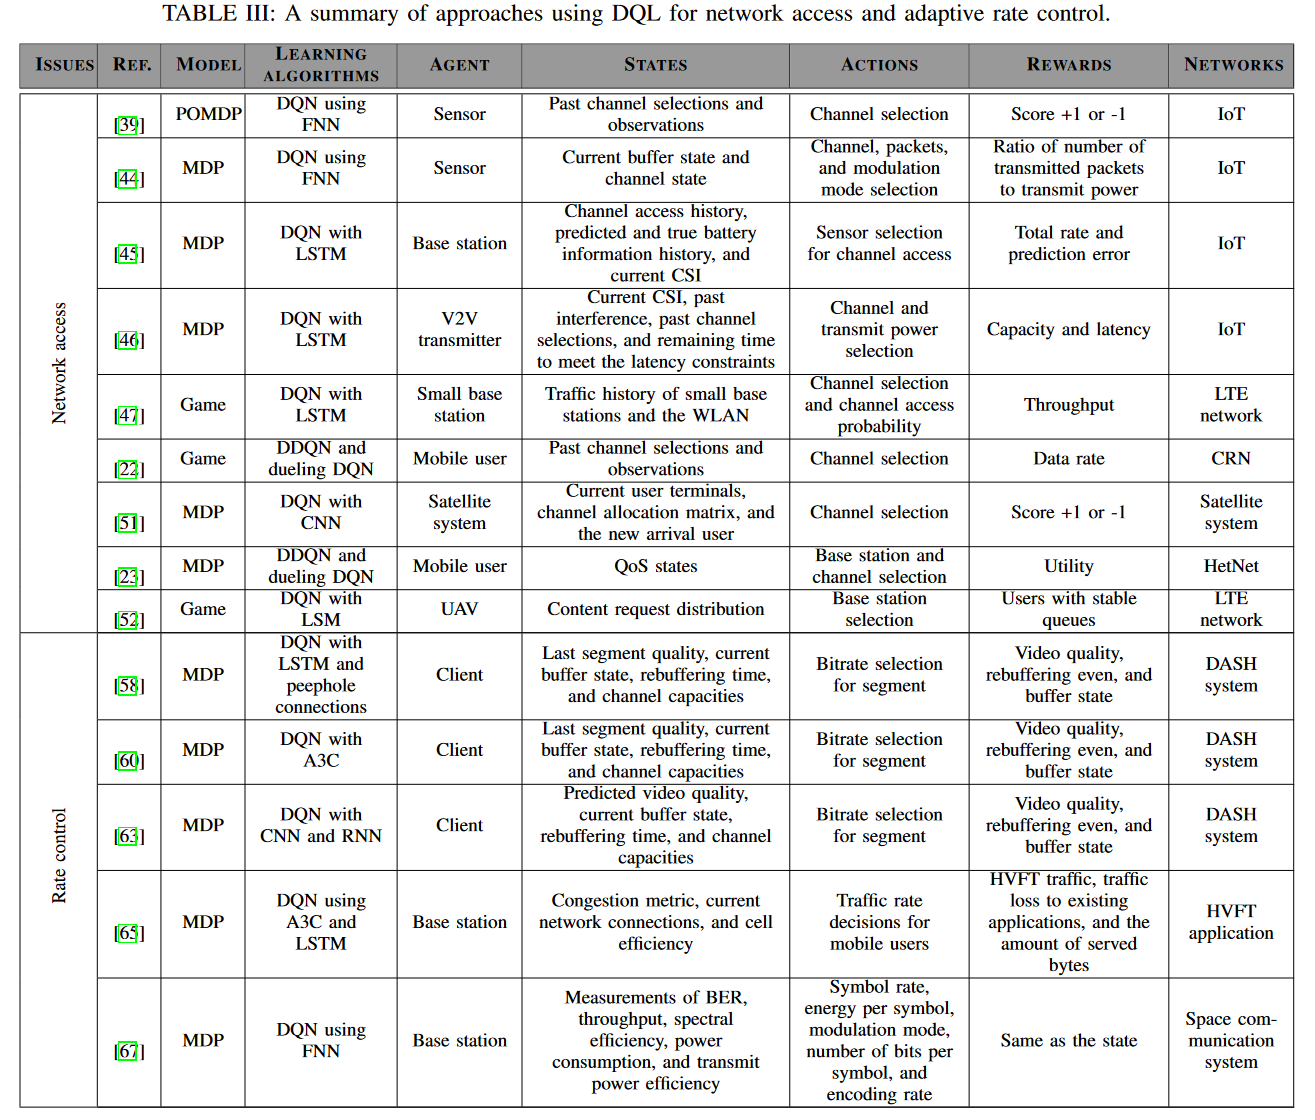 TABLE III: A summary of approaches using DQL for network access and adaptive rate control.
ISSUES REF. MODEL LEARNING ALGORITHMS AGENT STATES ACTIONS REWARDS NETWORKS
Network access
[39] POMDP DQN using FNN Sensor Past channel selections and observations Channel selection Score +1 or -1 IoT
[44] MDP DQN using FNN Sensor Current buffer state and channel state Channel, packets, and modulation mode selection Ratio of number of transmitted packets to transmit power IoT
[45] MDP DQN with LSTM Base station Channel access history, predicted and true battery information history, and current CSI Sensor selection for channel access Total rate and prediction error IoT
[46] MDP DQN with LSTM V2V transmitter Current CSI, past interference, past channel selections, and remaining time to meet the latency constraints Channel and transmit power selection Capacity and latency IoT
[47] Game DQN with LSTM Small base station Traffic history of small base stations and the WLAN Channel selection and channel access probability Throughput LTE network
[22] Game DDQN and dueling DQN Mobile user Past channel selections and observations Channel selection Data rate CRN
[51] MDP DQN with CNN Satellite system Current user terminals, channel allocation matrix, and the new arrival user Channel selection Score +1 or -1 Satellite system
[23] MDP DDQN and dueling DQN Mobile user QoS states Base station and channel selection Utility HetNet
[52] Game DQN with LSM UAV Content request distribution Base station selection Users with stable queues LTE network
Rate control
[58] MDP DQN with LSTM and peephole connections Client Last segment quality, current buffer state, rebuffering time, and channel capacities Bitrate selection for segment Video quality, rebuffering even, and buffer state DASH system
[60] MDP DQN with A3C Client Last segment quality, current buffer state, rebuffering time, and channel capacities Bitrate selection for segment Video quality, rebuffering even, and buffer state DASH system
[63] MDP DQN with CNN and RNN Client Predicted video quality, current buffer state, rebuffering time, and channel capacities Bitrate selection for segment Video quality, rebuffering even, and buffer state DASH system
[65] MDP DQN using A3C and LSTM Base station Congestion metric, current network connections, and cell efficiency Traffic rate decisions for mobile users HVFT traffic, traffic loss to existing applications, and the amount of served bytes HVFT application
[67] MDP DQN using FNN Base station Measurements of BER, throughput, spectral efficiency, power consumption, and transmit power efficiency Symbol rate, energy per symbol, modulation mode, number of bits per symbol, and encoding rate Same as the state Space com-munication system